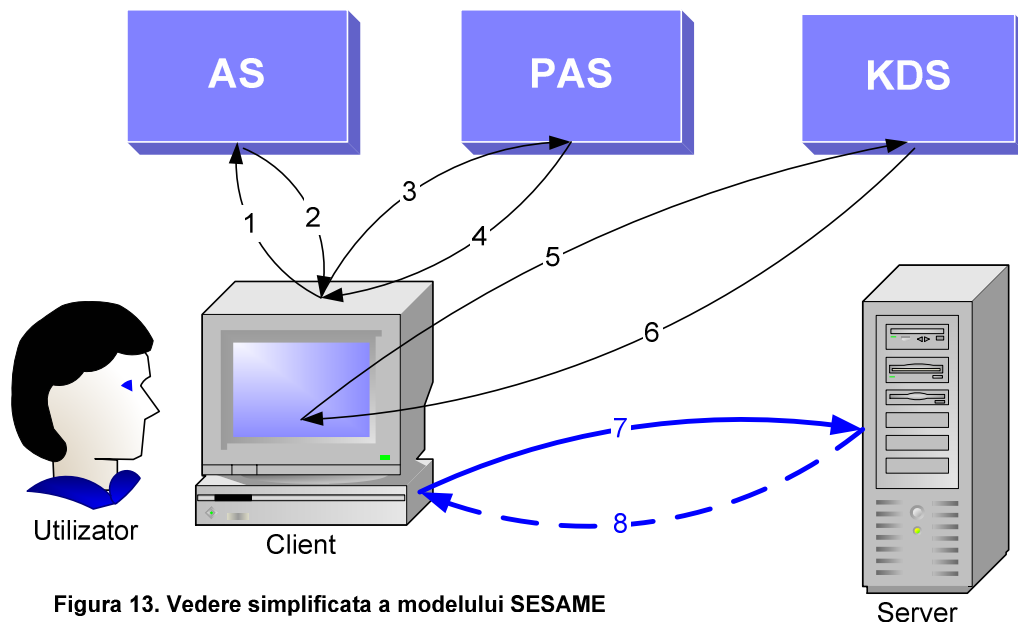 AS
PAS
KDS
1
2
3
4
5
6
7
8
Utilizator
Client
Server
Figura 13. Vedere simplificata a modelului SESAME